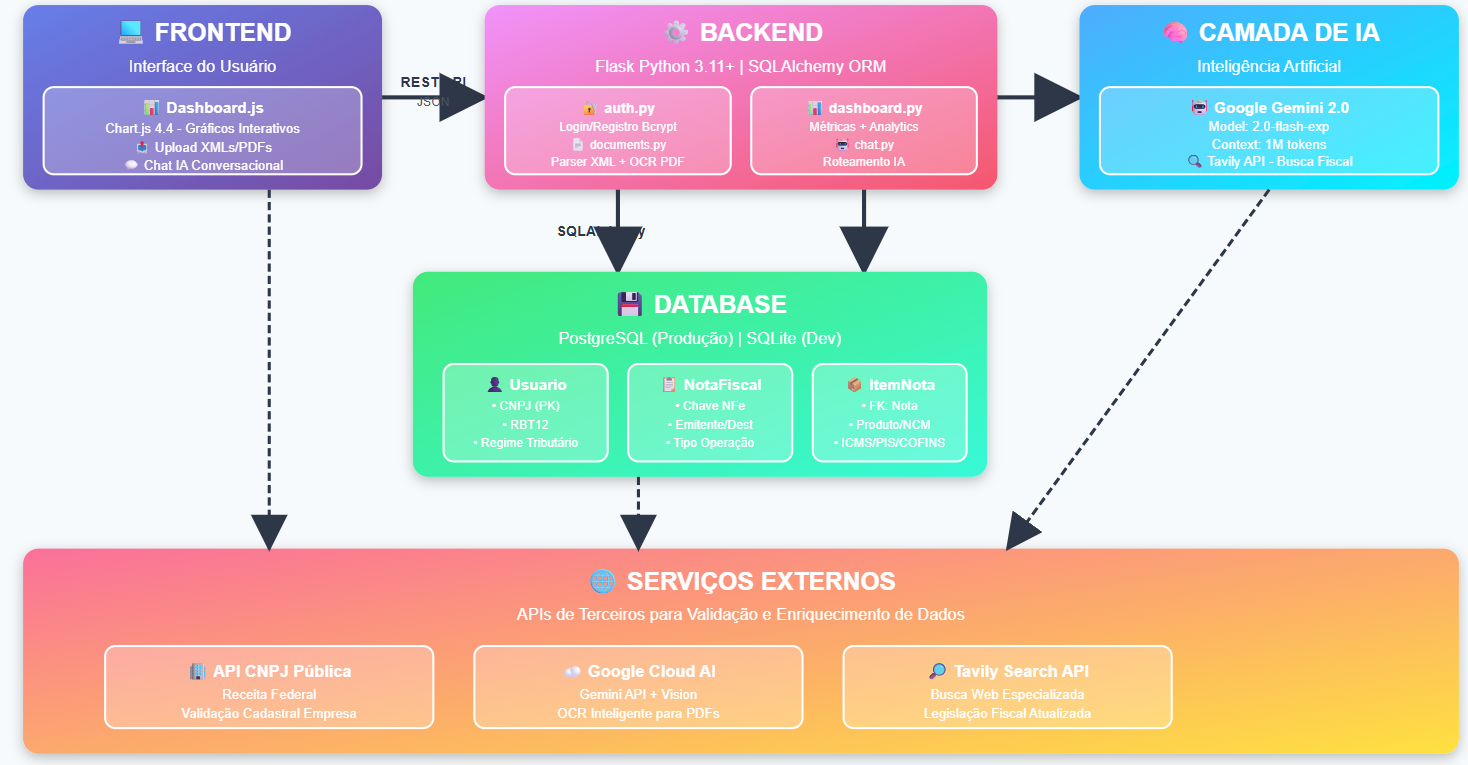 FRONTEND
Interface do Usuário
Dashboard.js
Chart.js 4.4 - Gráficos Interativos
Upload XMLs/PDFs
Chat IA Conversacional
JSON
BACKEND
Flask Python 3.11+ | SQLAlchemy ORM
auth.py
Login/Registro Bcrypt
documents.py
Parser XML + OCR PDF
dashboard.py
Métricas + Analytics
chat.py
Roteamento IA
CAMADA DE IA
Inteligência Artificial
Google Gemini 2.0
Model: 2.0-flash-exp
Context: 1M tokens
Tavily API - Busca Fiscal
DATABASE
PostgreSQL (Produção) | SQLite (Dev)
Usuario
• CNPJ (PK)
• RBT12
• Regime Tributário
NotaFiscal
• Chave NFe
• Emitente/Dest
• Tipo Operação
ItemNota
• FK: Nota
• Produto/NCM
• ICMS/PIS/COFINS
SERVIÇOS EXTERNOS
APIs de Terceiros para Validação e Enriquecimento de Dados
API CNPJ Pública
Receita Federal
Validação Cadastral Empresa
Google Cloud AI
Gemini API + Vision
OCR Inteligente para PDFs
Tavily Search API
Busca Web Especializada
Legislação Fiscal Atualizada